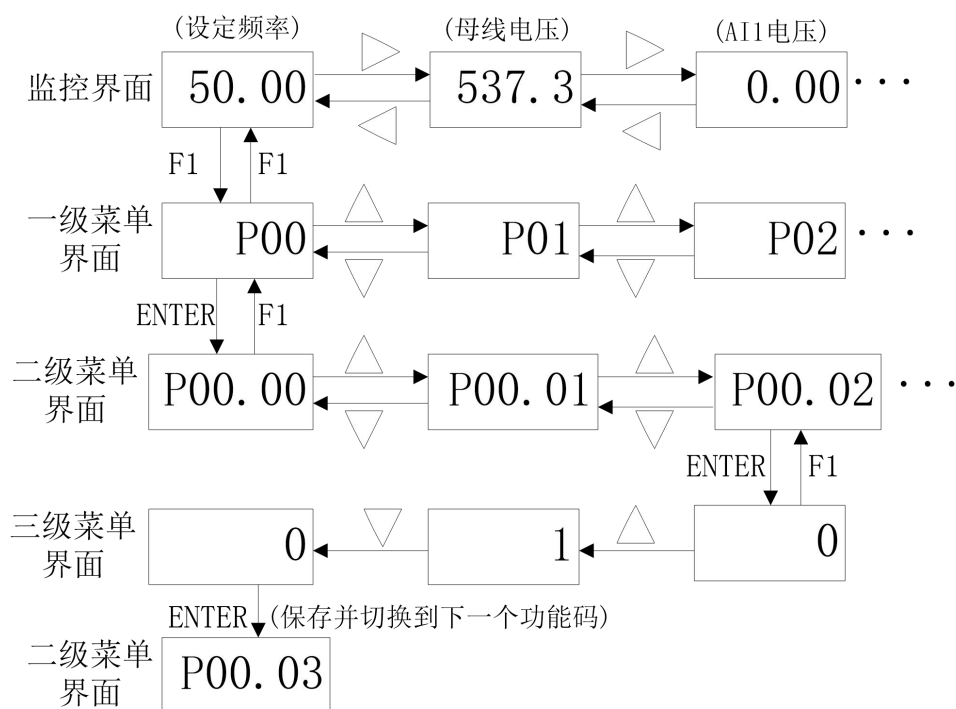 (设定频率) (母线电压) (AI1电压)
监控界面 50.00 537.3 0.00 ···
F1 F1
一级菜单
界面 P00 P01 P02 ···
ENTER F1
二级菜单
界面 P00.00 P00.01 P00.02 ···
ENTER F1
三级菜单
界面 0 1 0
ENTER (保存并切换到下一个功能码)
二级菜单
界面 P00.03